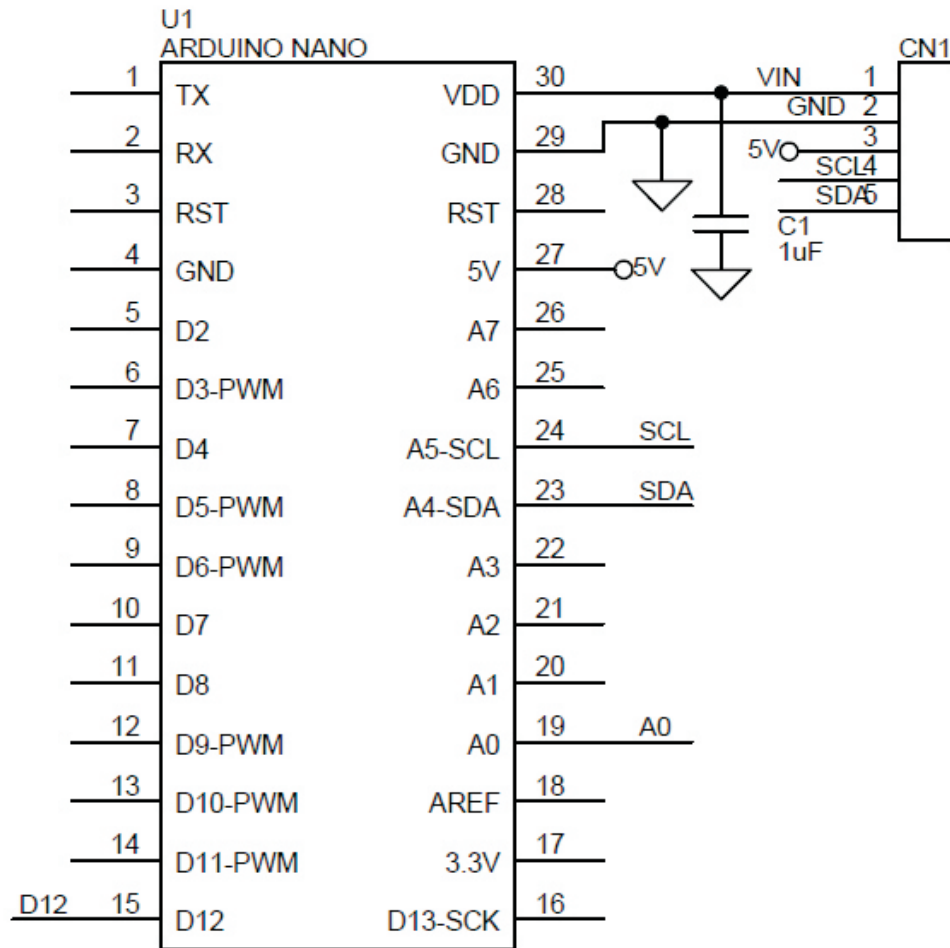 U1
ARDUINO NANO
CN1
1 TX VDD 30 VIN 1
GND 2
2 RX GND 29 5V 3
SCL 4
3 RST RST 28 SDA 5
C1
1uF
4 GND 5V 27 5V
5 D2 A7 26
6 D3-PWM A6 25
7 D4 A5-SCL 24 SCL
8 D5-PWM A4-SDA 23 SDA
9 D6-PWM A3 22
10 D7 A2 21
11 D8 A1 20
12 D9-PWM A0 19 A0
13 D10-PWM AREF 18
14 D11-PWM 3.3V 17
D12 15 D12 D13-SCK 16